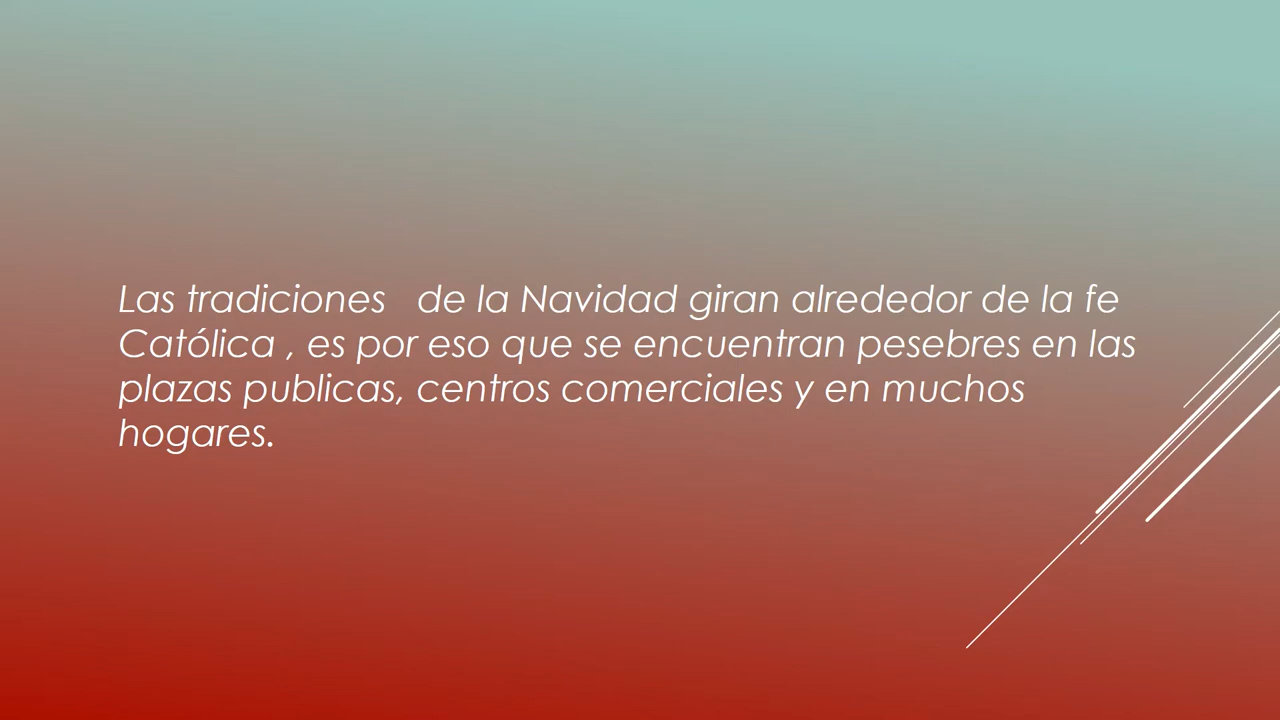 Las tradiciones   de la Navidad giran alrededor de la fe
Católica , es por eso que se encuentran pesebres en las
plazas publicas, centros comerciales y en muchos
hogares.